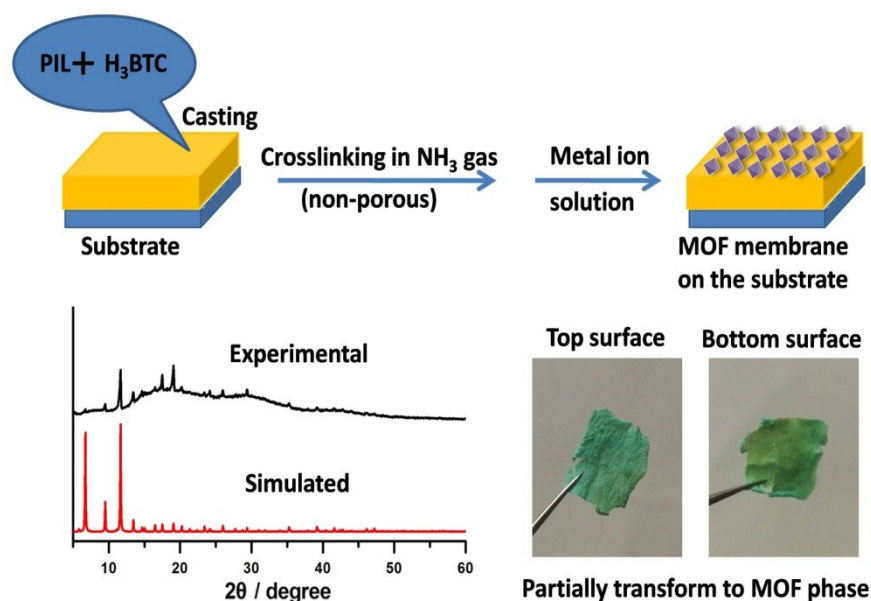 PIL+ H₃BTC
Casting
Crosslinking in NH₃ gas
(non-porous)
Metal ion
solution
Substrate
MOF membrane
on the substrate
Experimental
Simulated
10 20 30 40 50 60
2θ / degree
Top surface
Bottom surface
Partially transform to MOF phase